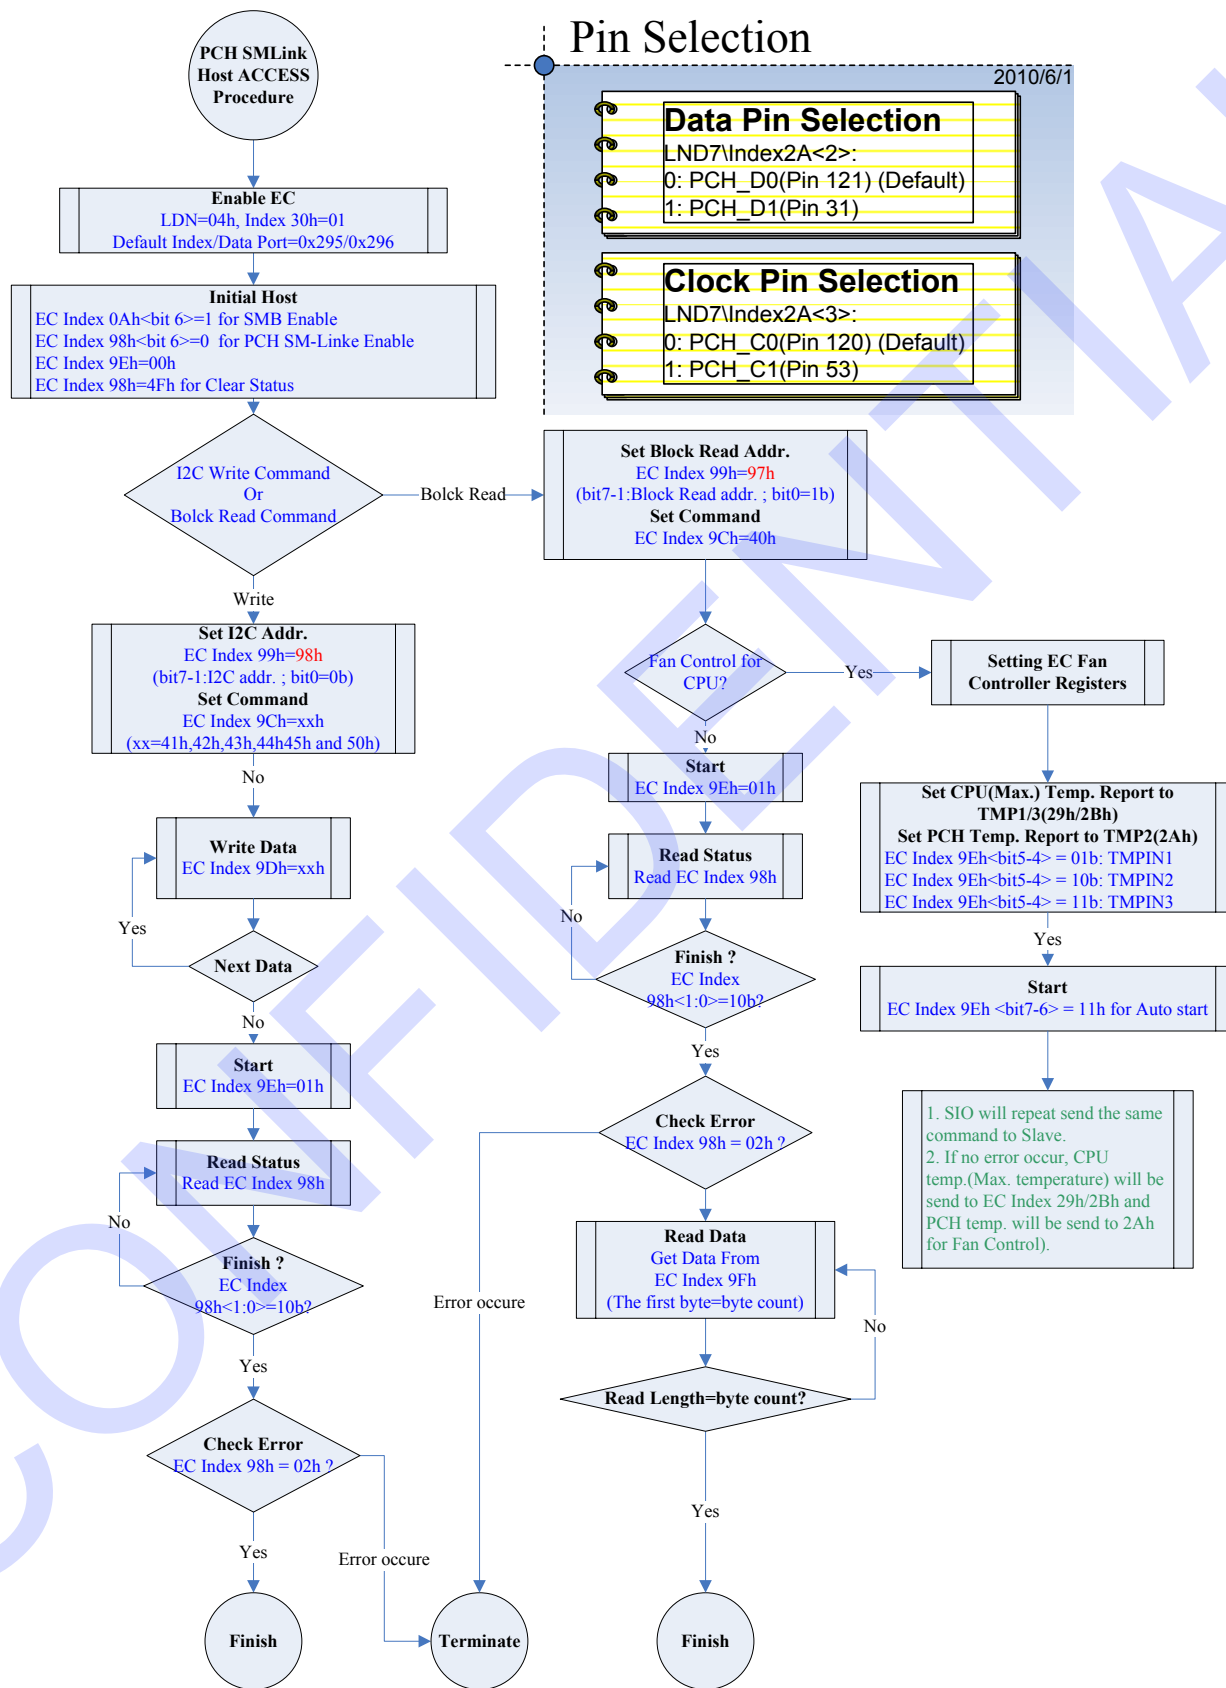 PCH SMLink
Host ACCESS
Procedure
Pin Selection
2010/6/1
Data Pin Selection
LND7\Index2A<2>:
0: PCH_D0(Pin 121) (Default)
1: PCH_D1(Pin 31)
Clock Pin Selection
LND7\Index2A<3>:
0: PCH_C0(Pin 120) (Default)
1: PCH_C1(Pin 53)
Enable EC
LDN=04h, Index 30h=01
Default Index/Data Port=0x295/0x296
Initial Host
EC Index 0Ah<bit 6>=1 for SMB Enable
EC Index 98h<bit 6>=0 for PCH SM-Linke Enable
EC Index 9Eh=00h
EC Index 98h=4Fh for Clear Status
I2C Write Command
Or
Bolck Read Command
Bolck Read
Set Block Read Addr.
EC Index 99h=97h
(bit7-1:Block Read addr. ; bit0=1b)
Set Command
EC Index 9Ch=40h
Write
Set I2C Addr.
EC Index 99h=98h
(bit7-1:I2C addr. ; bit0=0b)
Set Command
EC Index 9Ch=xxh
(xx=41h,42h,43h,44h45h and 50h)
No
Write Data
EC Index 9Dh=xxh
Yes
Next Data
No
Start
EC Index 9Eh=01h
Read Status
Read EC Index 98h
No
Finish ?
EC Index
98h<1:0>=10b?
Yes
Check Error
EC Index 98h = 02h ?
Yes
Error occure
Finish
Fan Control for
CPU?
Yes
No
Start
EC Index 9Eh=01h
Read Status
Read EC Index 98h
No
Finish ?
EC Index
98h<1:0>=10b?
Yes
Check Error
EC Index 98h = 02h ?
Error occure
Terminate
Read Data
Get Data From
EC Index 9Fh
(The first byte=byte count)
No
Read Length=byte count?
Yes
Finish
Setting EC Fan
Controller Registers
Set CPU(Max.) Temp. Report to
TMP1/3(29h/2Bh)
Set PCH Temp. Report to TMP2(2Ah)
EC Index 9Eh<bit5-4> = 01b: TMPIN1
EC Index 9Eh<bit5-4> = 10b: TMPIN2
EC Index 9Eh<bit5-4> = 11b: TMPIN3
Yes
Start
EC Index 9Eh <bit7-6> = 11h for Auto start
1. SIO will repeat send the same
command to Slave.
2. If no error occur, CPU
temp.(Max. temperature) will be
send to EC Index 29h/2Bh and
PCH temp. will be send to 2Ah
for Fan Control).
CONFIDENTIAL